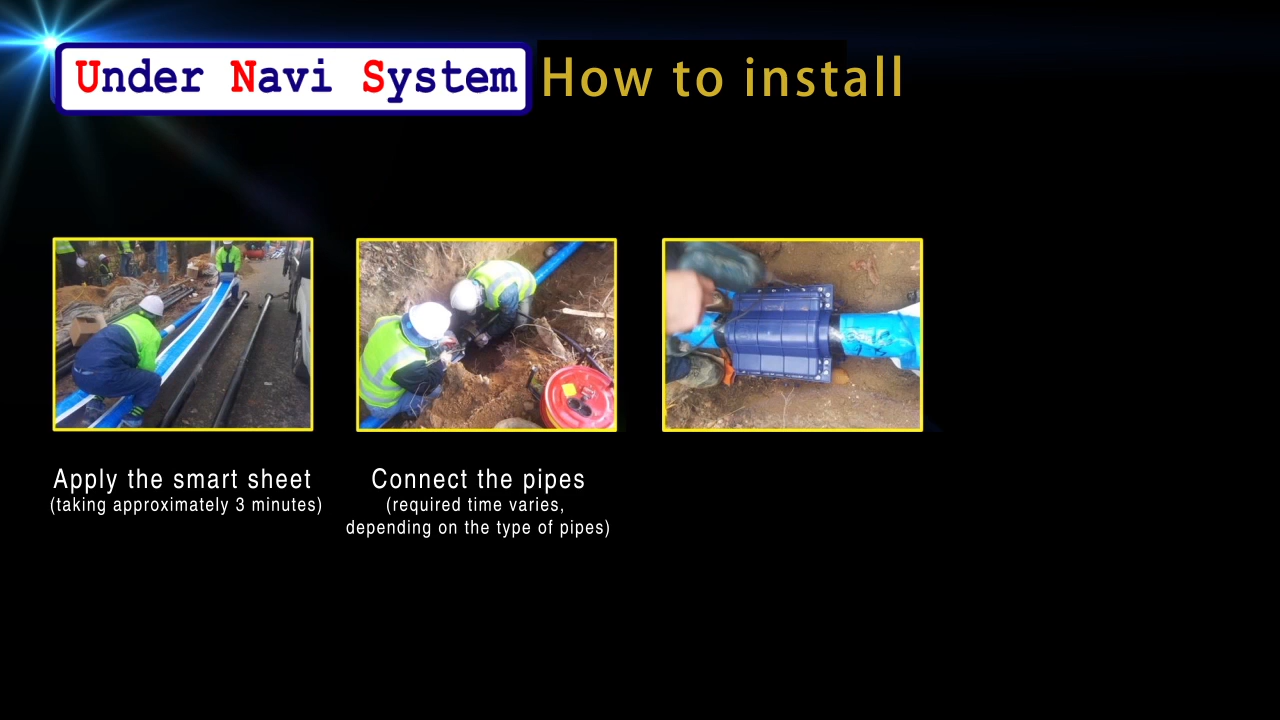 Under Navi System How to install
Apply the smart sheet
(taking approximately 3 minutes)
Connect the pipes
(required time varies,
depending on the type of pipes)